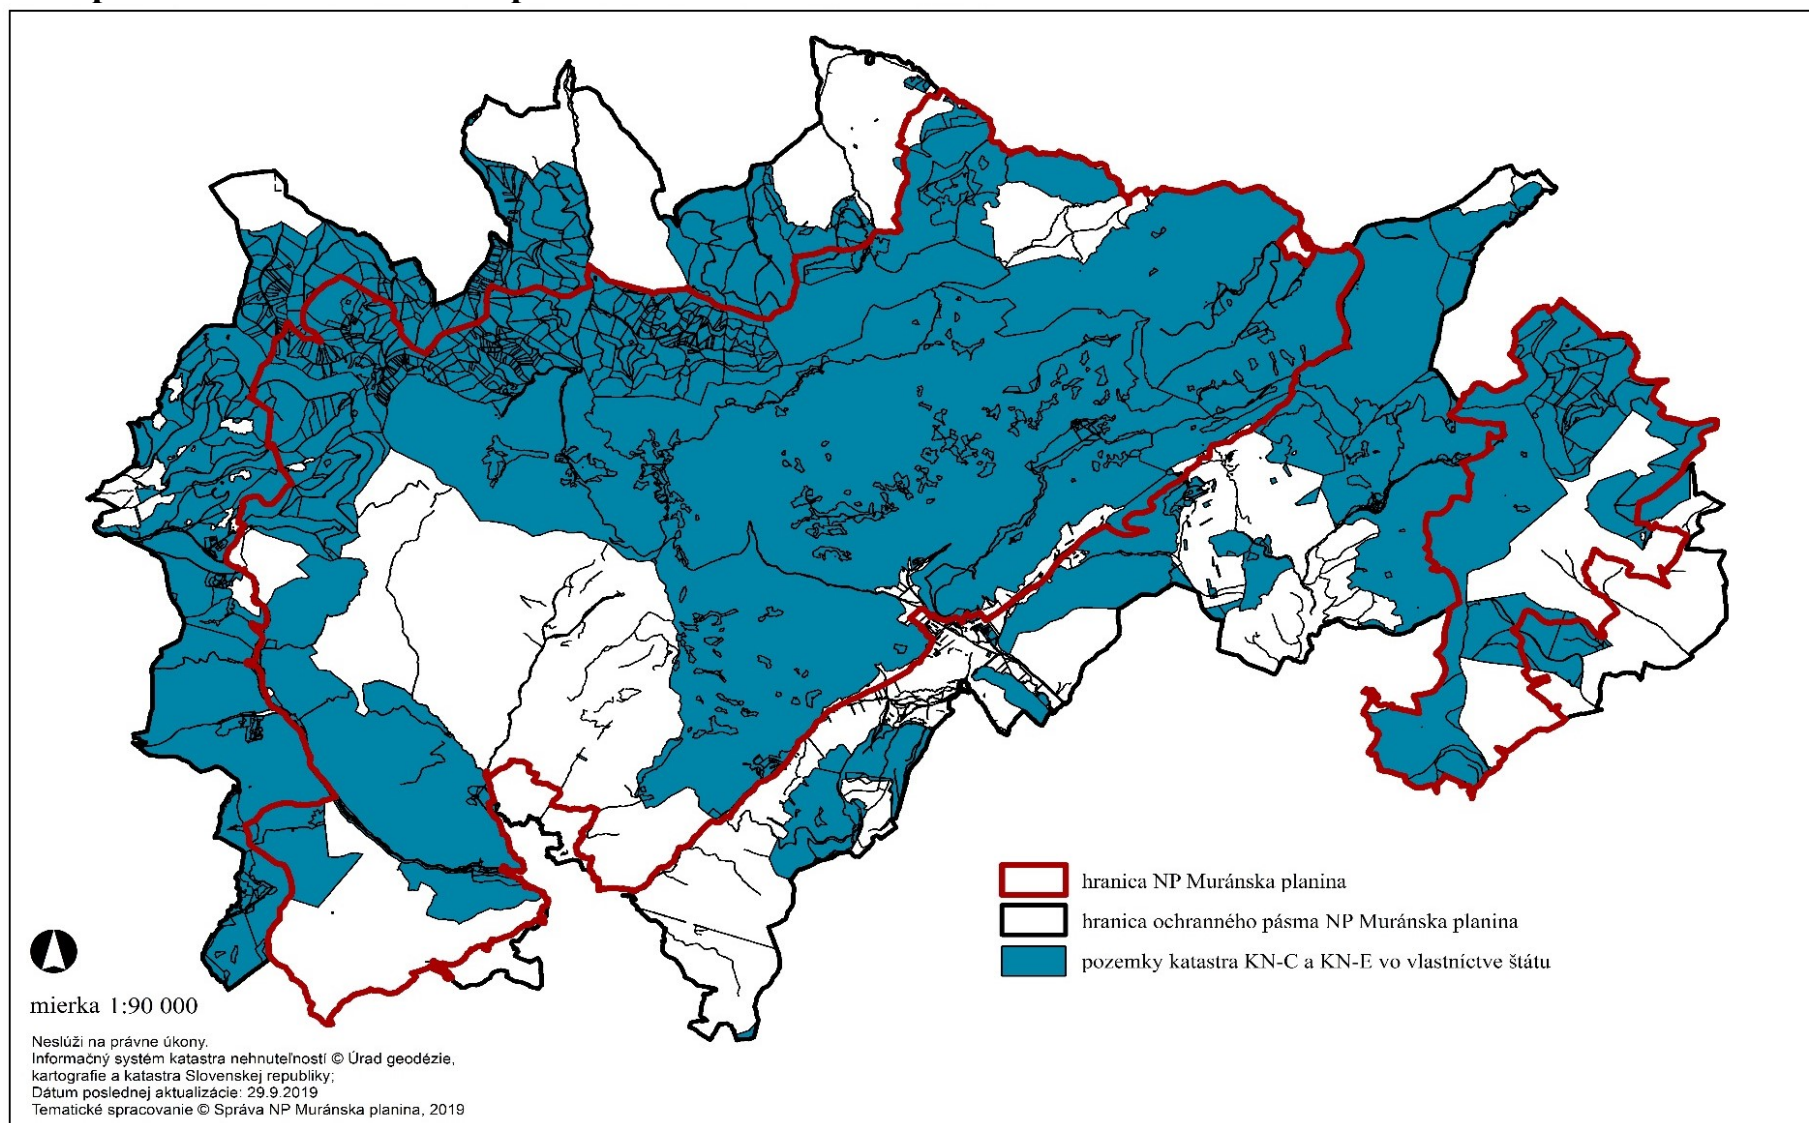 hranica NP Muránska planina
hranica ochranného pásma NP Muránska planina
pozemky katastra KN-C a KN-E vo vlastníctve štátu
mierka 1:90 000
Neslúži na právne úkony.
Informačný systém katastra nehnuteľností © Úrad geodézie,
kartografie a katastra Slovenskej republiky;
Dátum poslednej aktualizácie: 29.9.2019
Tematické spracovanie © Správa NP Muránska planina, 2019